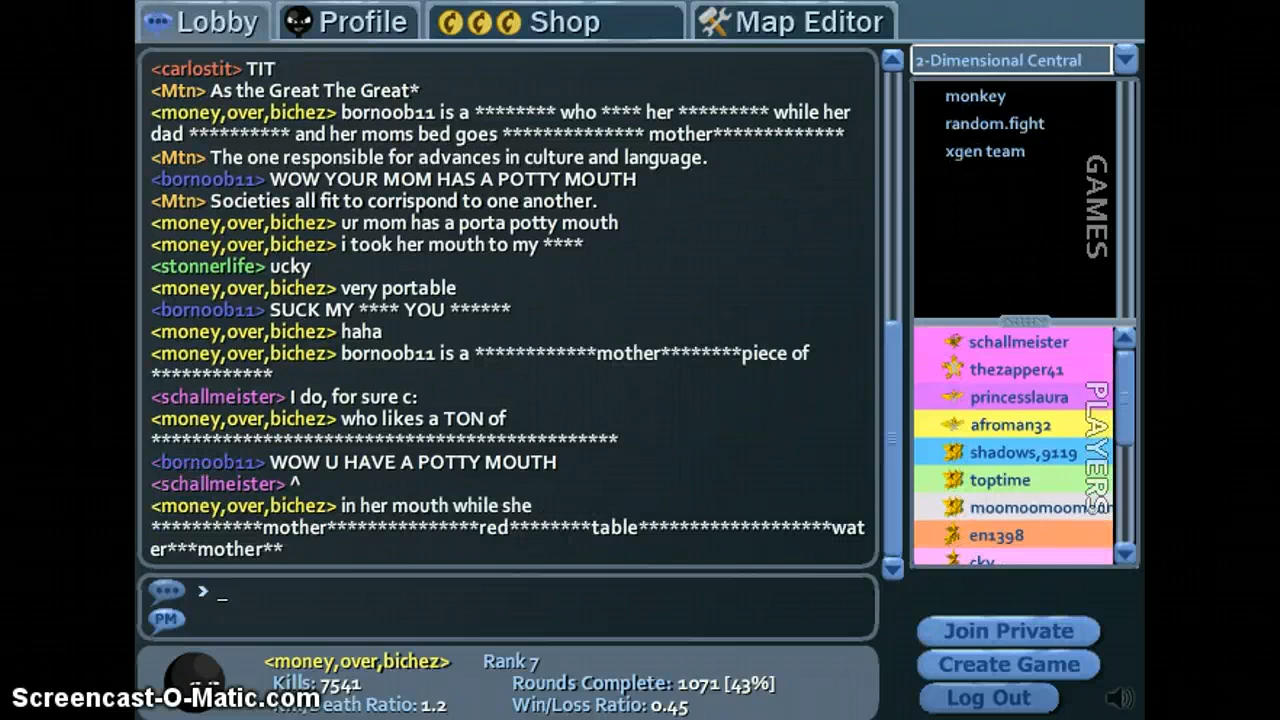 Lobby Profile Shop Map Editor
<carlostit> TIT
<Mtn> As the Great The Great*
<money,over,bichez> bornoob11 is a ******** who **** her ********* while her
dad ********** and her moms bed goes ************** mother*************
<Mtn> The one responsible for advances in culture and language.
<bornoob11> WOW YOUR MOM HAS A POTTY MOUTH
<Mtn> Societies all fit to corrispond to one another.
<money,over,bichez> ur mom has a porta potty mouth
<money,over,bichez> i took her mouth to my ****
<stonnerlife> ucky
<money,over,bichez> very portable
<bornoob11> SUCK MY **** YOU ******
<money,over,bichez> haha
<money,over,bichez> bornoob11 is a ************mother********piece of
************
<schallmeister> I do, for sure c:
<money,over,bichez> who likes a TON of
**********************************************
<bornoob11> WOW U HAVE A POTTY MOUTH
<schallmeister> ^
<money,over,bichez> in her mouth while she
***********mother***************red********table*******************wat
er***mother**
> _
PM
<money,over,bichez> Rank 7
Kills: 7541 Rounds Complete: 1071 [43%]
Death Ratio: 1.2 Win/Loss Ratio: 0.45
Screencast-O-Matic.com
2-Dimensional Central
monkey
random.fight
xgen team
GAMES
schallmeister
thezapper41
princesslaura
afroman32
shadows,9119
toptime
moomoomoom
en1398
cky
PLAYERS
Join Private
Create Game
Log Out